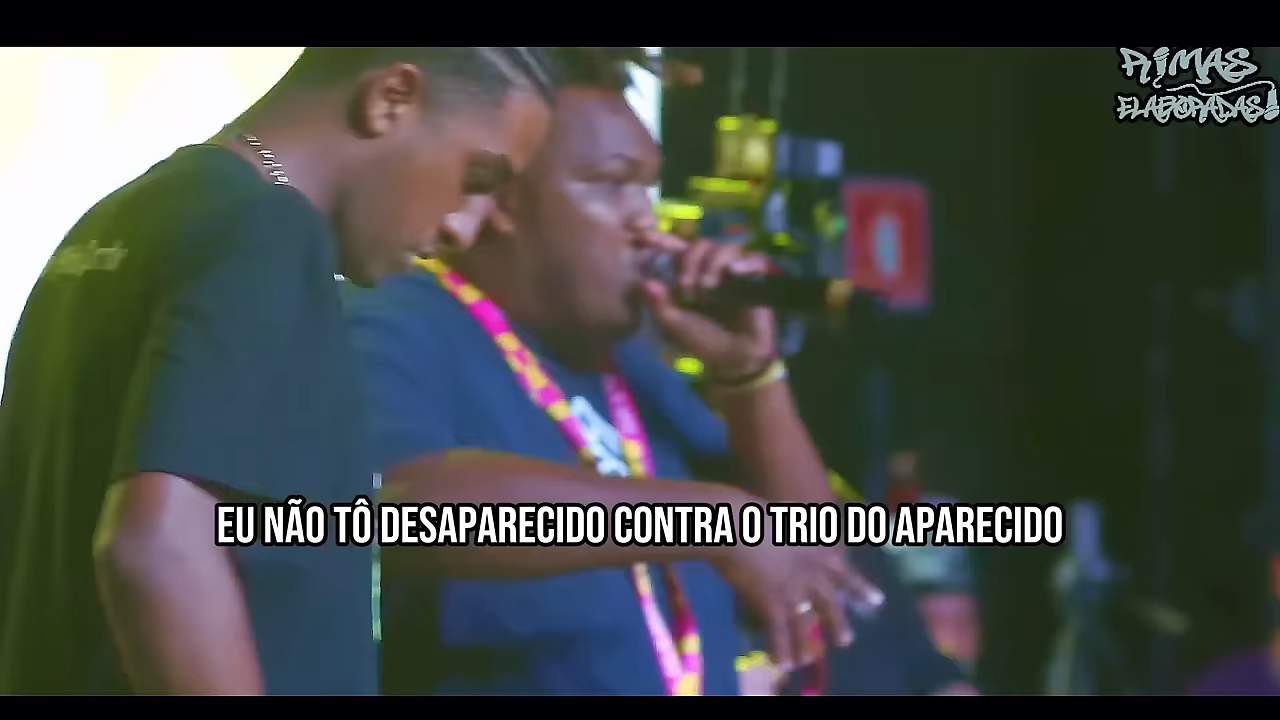 RIMAS
ELABORADAS!
EU NÃO TÔ DESAPARECIDO CONTRA O TRIO DO APARECIDO